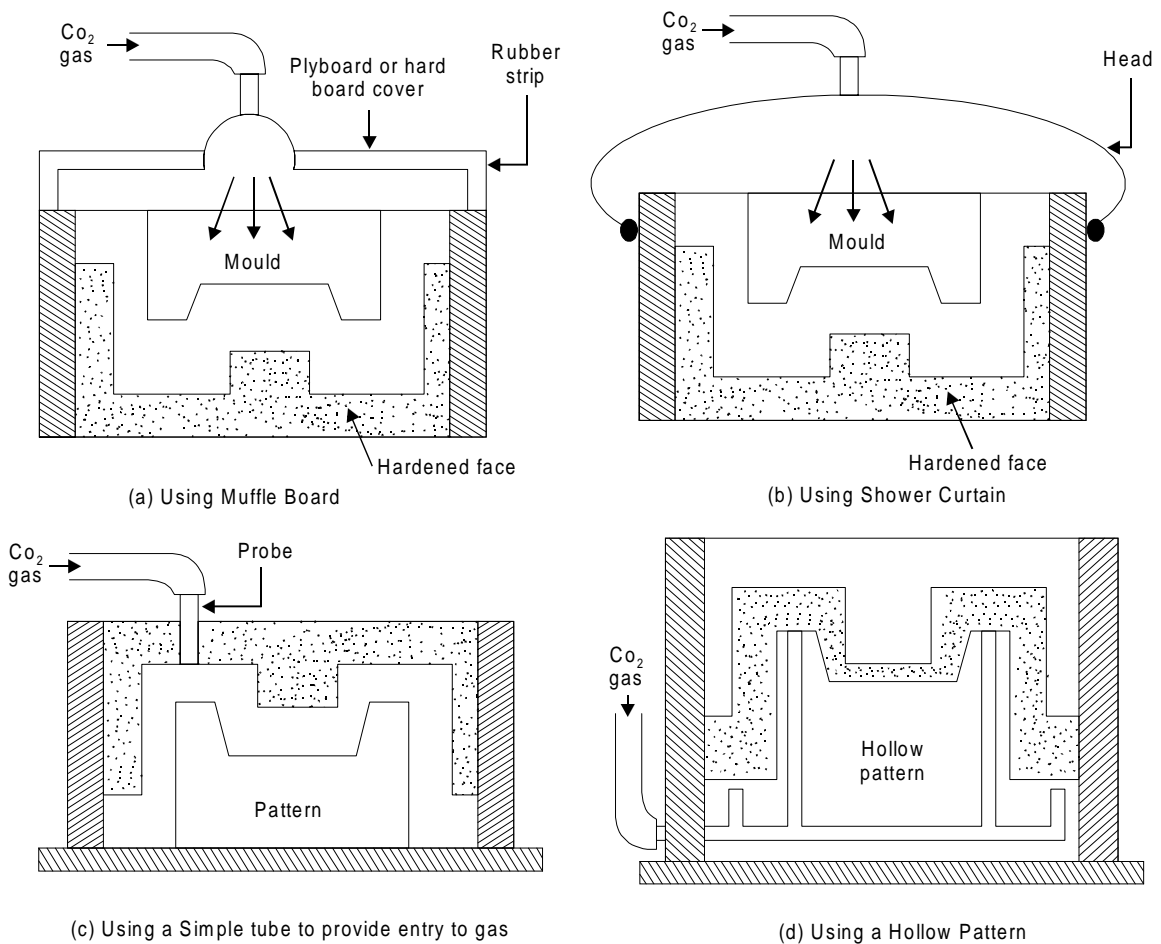 Co₂
gas
Plyboard or hard
board cover
Rubber
strip
Mould
Hardened face
(a) Using Muffle Board
Co₂
gas
Head
Mould
Hardened face
(b) Using Shower Curtain
Co₂
gas
Probe
Pattern
(c) Using a Simple tube to provide entry to gas
Co₂
gas
Hollow
pattern
(d) Using a Hollow Pattern